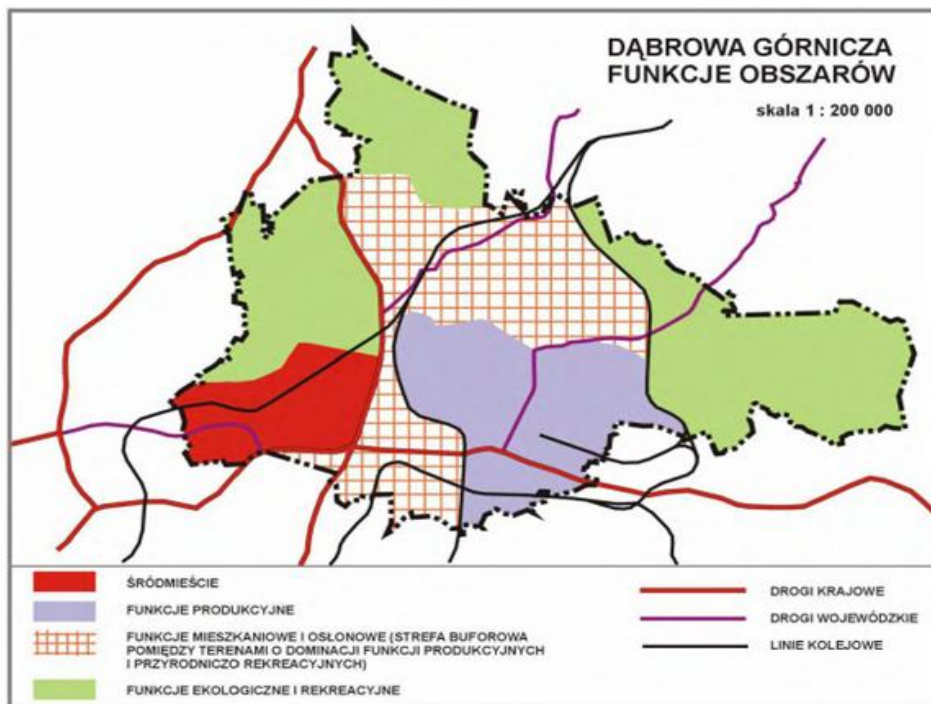 DĄBROWA GÓRNICZA
FUNKCJE OBSZARÓW
skala 1 : 200 000
ŚRÓDMIEŚCIE
FUNKCJE PRODUKCYJNE
FUNKCJE MIESZKANIOWE I OSŁONOWE (STREFA BUFOROWA
POMIĘDZY TERENAMI O DOMINACJI FUNKCJI PRODUKCYJNYCH
I PRZYRODNICZO REKREACYJNYCH)
FUNKCJE EKOLOGICZNE I REKREACYJNE
DROGI KRAJOWE
DROGI WOJEWÓDZKIE
LINIE KOLEJOWE